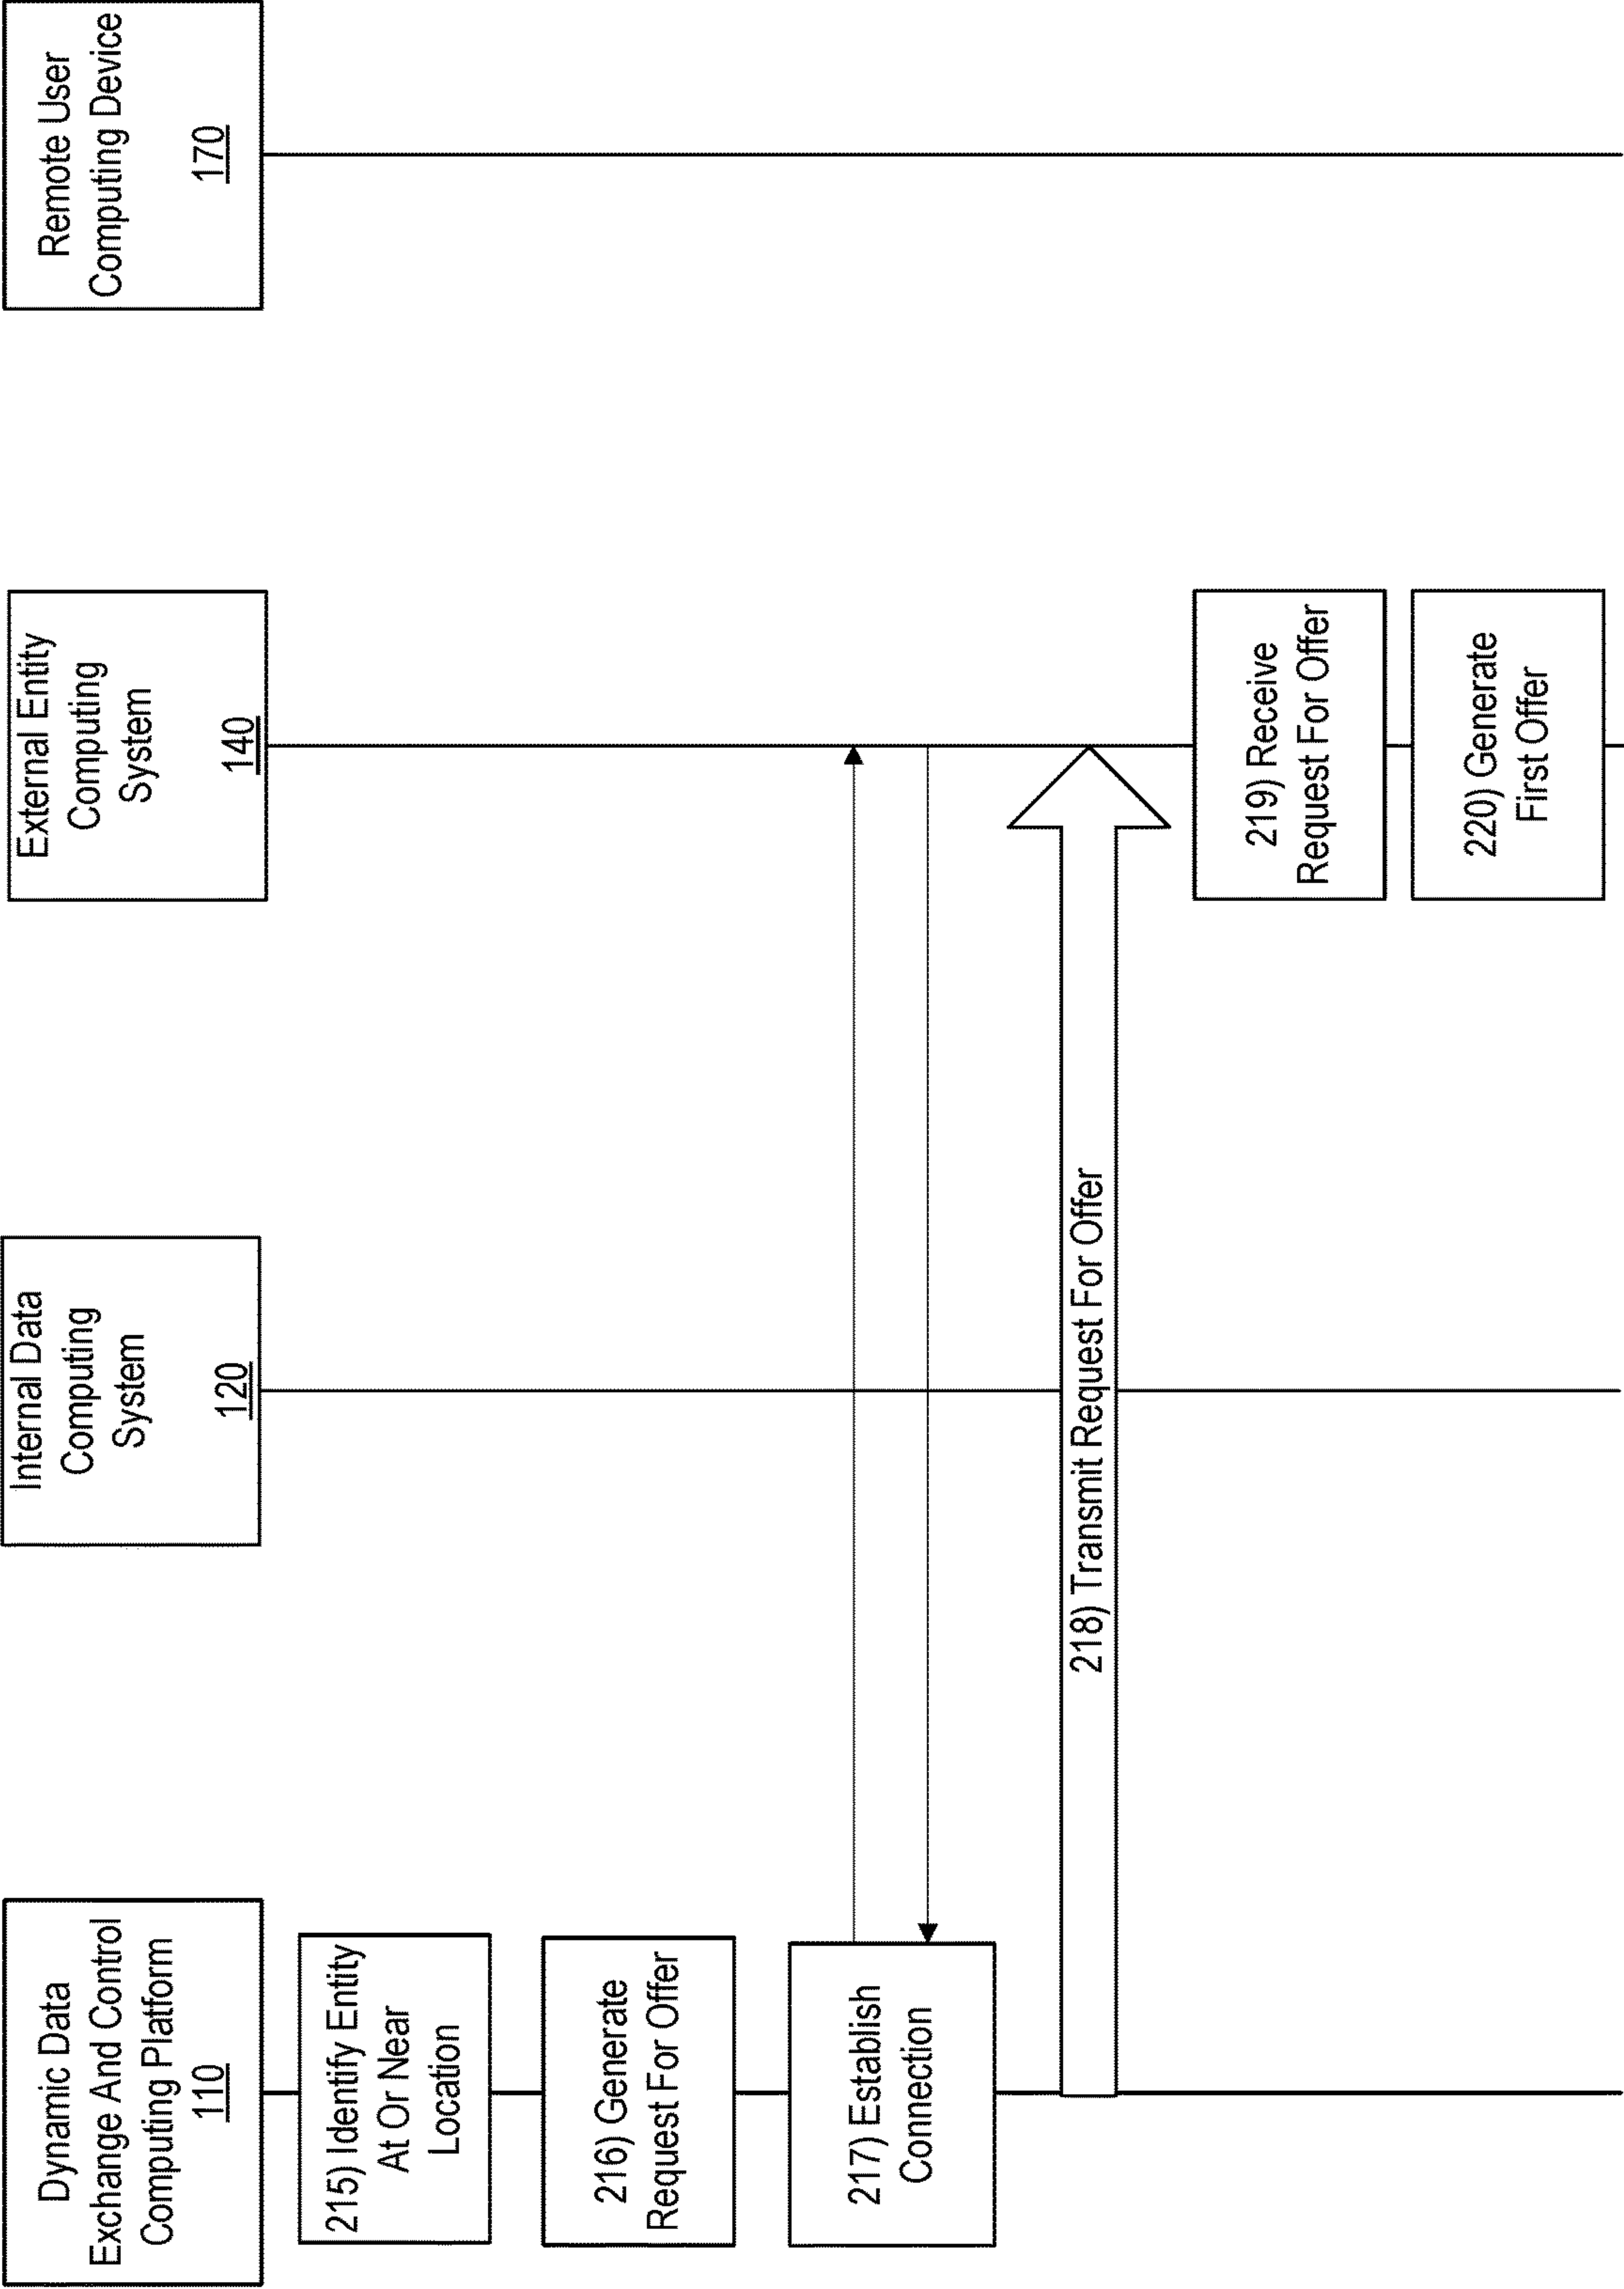 Dynamic Data
Exchange And Control
Computing Platform
110
Internal Data
Computing
System
120
External Entity
Computing
System
140
Remote User
Computing Device
170
215) Identify Entity
At Or Near
Location
216) Generate
Request For Offer
217) Establish
Connection
218) Transmit Request For Offer
219) Receive
Request For Offer
220) Generate
First Offer